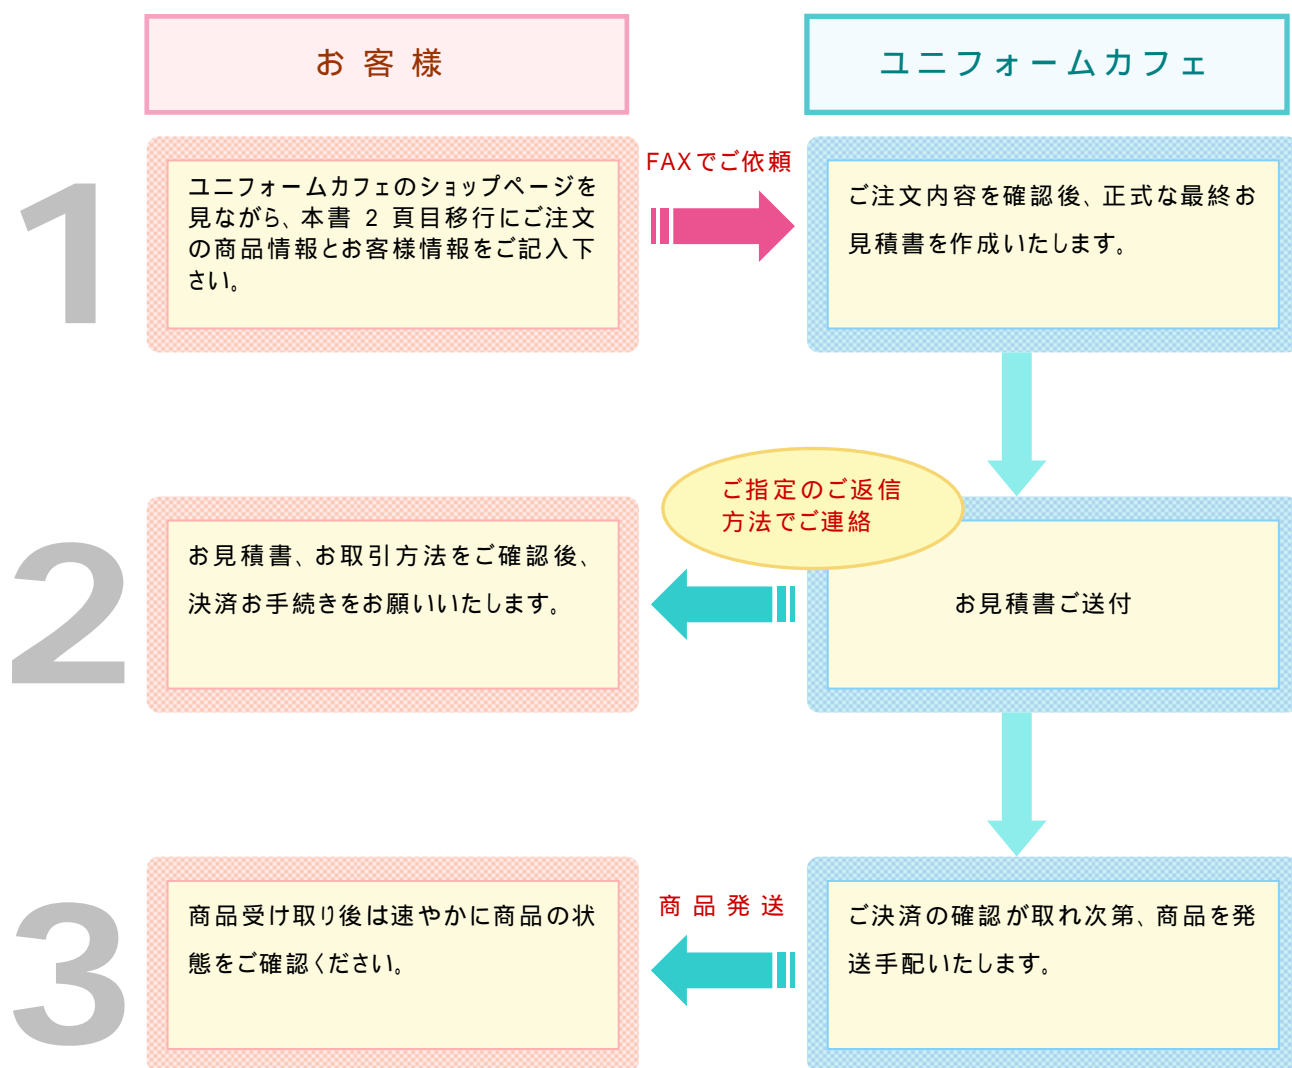 お客様
ユニフォームカフェ
1
ユニフォームカフェのショップページを
見ながら、本書 2 頁目移行にご注文
の商品情報とお客様情報をご記入下
さい。
FAXでご依頼
ご注文内容を確認後、正式な最終お
見積書を作成いたします。
2
お見積書、お取引方法をご確認後、
決済お手続きをお願いいたします。
ご指定のご返信
方法でご連絡
お見積書ご送付
3
商品受け取り後は速やかに商品の状
態をご確認ください。
商品発送
ご決済の確認が取れ次第、商品を発
送手配いたします。